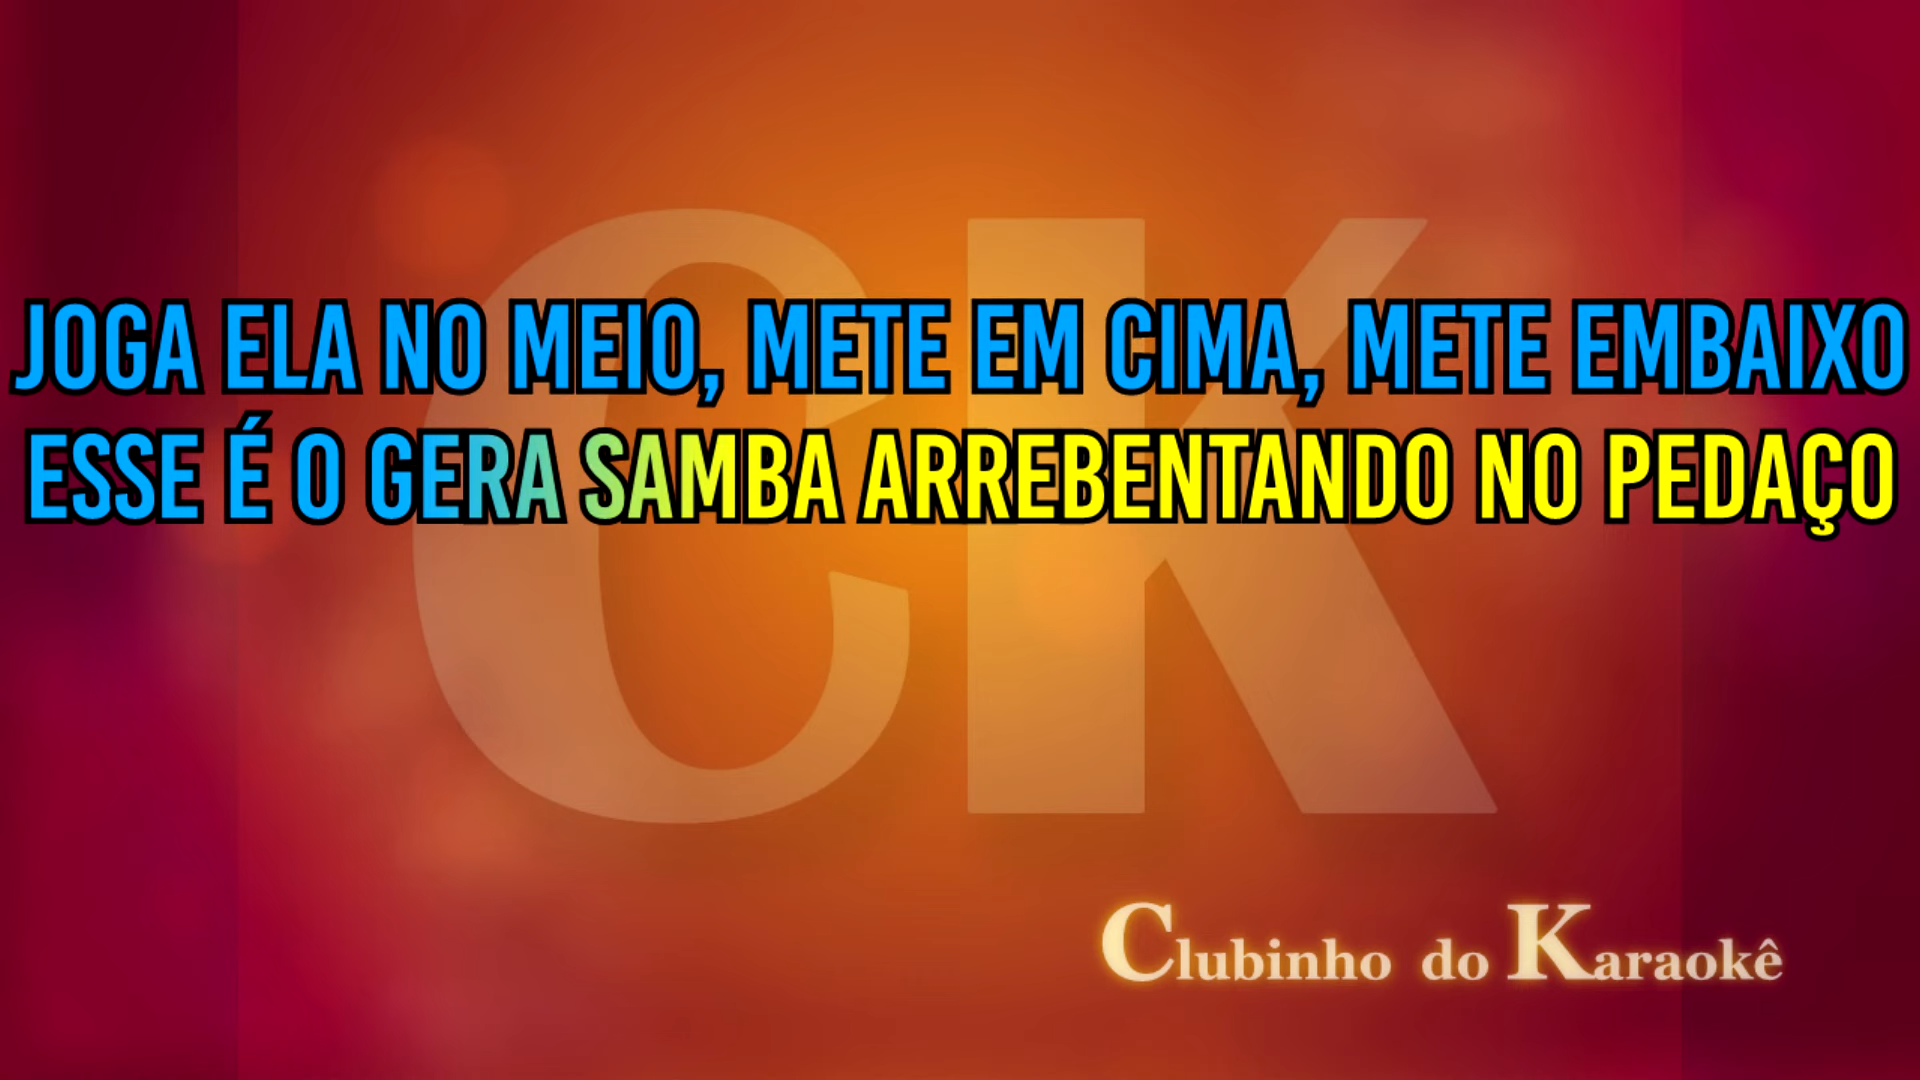 JOGA ELA NO MEIO, METE EM CIMA, METE EMBAIXO
ESSE É O GERA SAMBA ARREBENTANDO NO PEDAÇO
CK
Clubinho do Karaokê